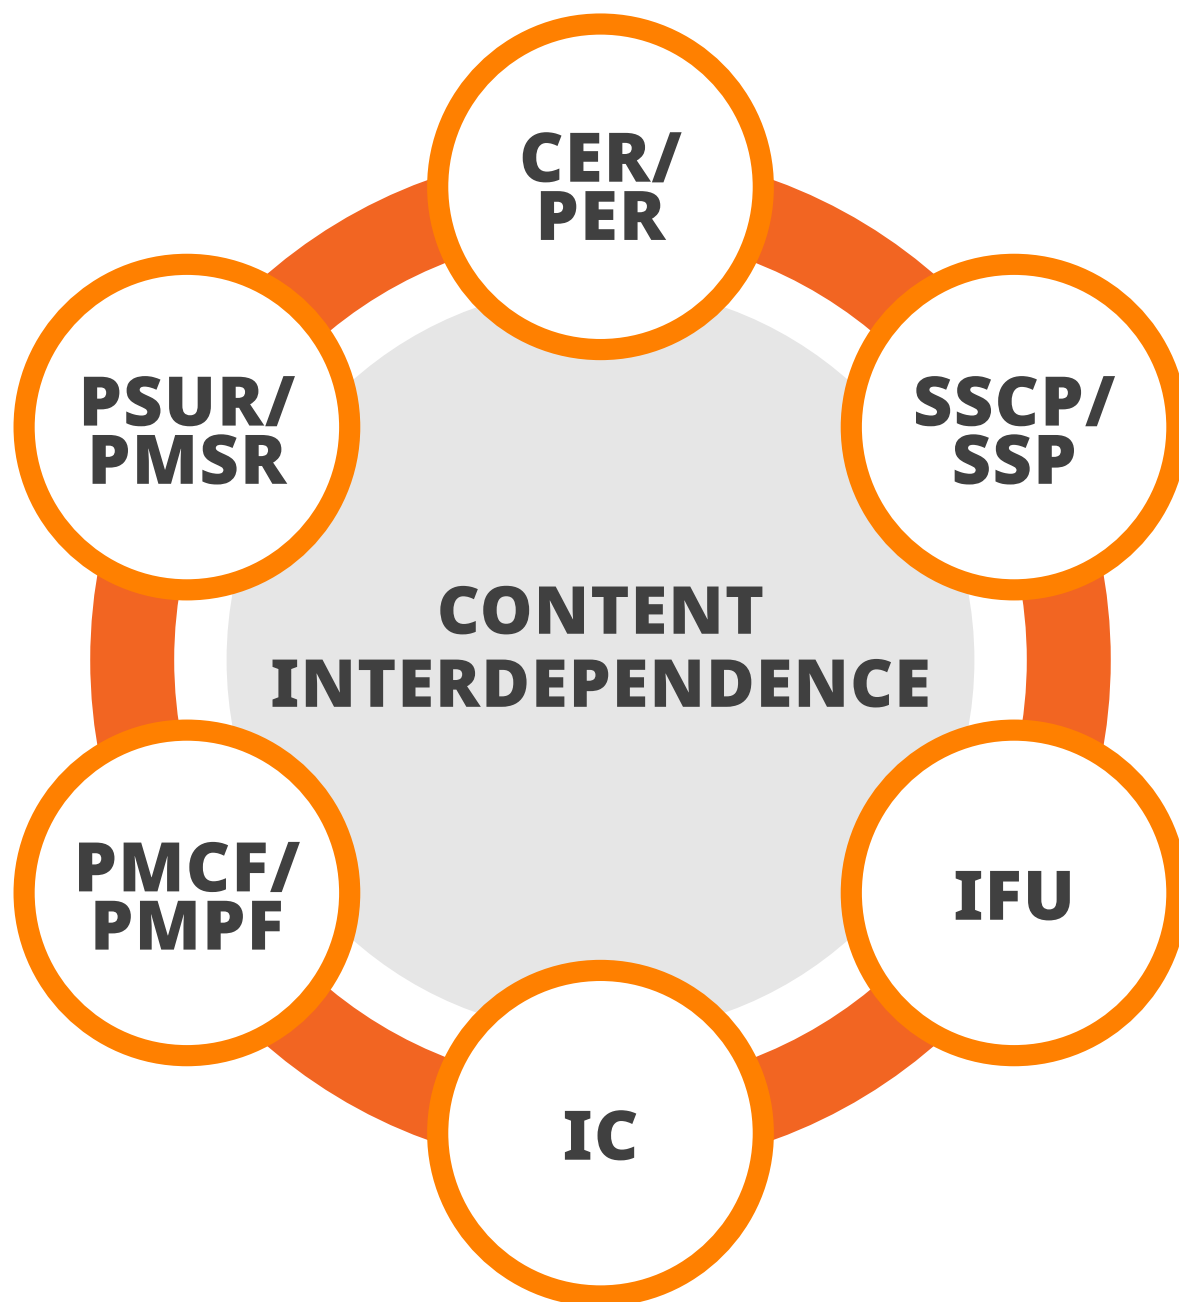 CER/
PER
SSCP/
SSP
IFU
IC
PMCF/
PMPF
PSUR/
PMSR
CONTENT
INTERDEPENDENCE